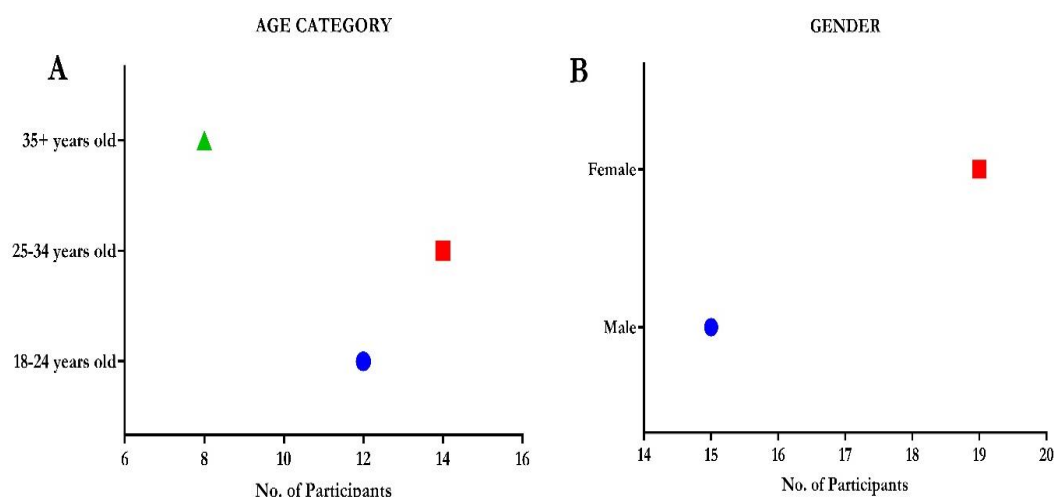 AGE CATEGORY
A
35+ years old
25-34 years old
18-24 years old
6 8 10 12 14 16
No. of Participants
GENDER
B
Female
Male
14 15 16 17 18 19 20
No. of Participants